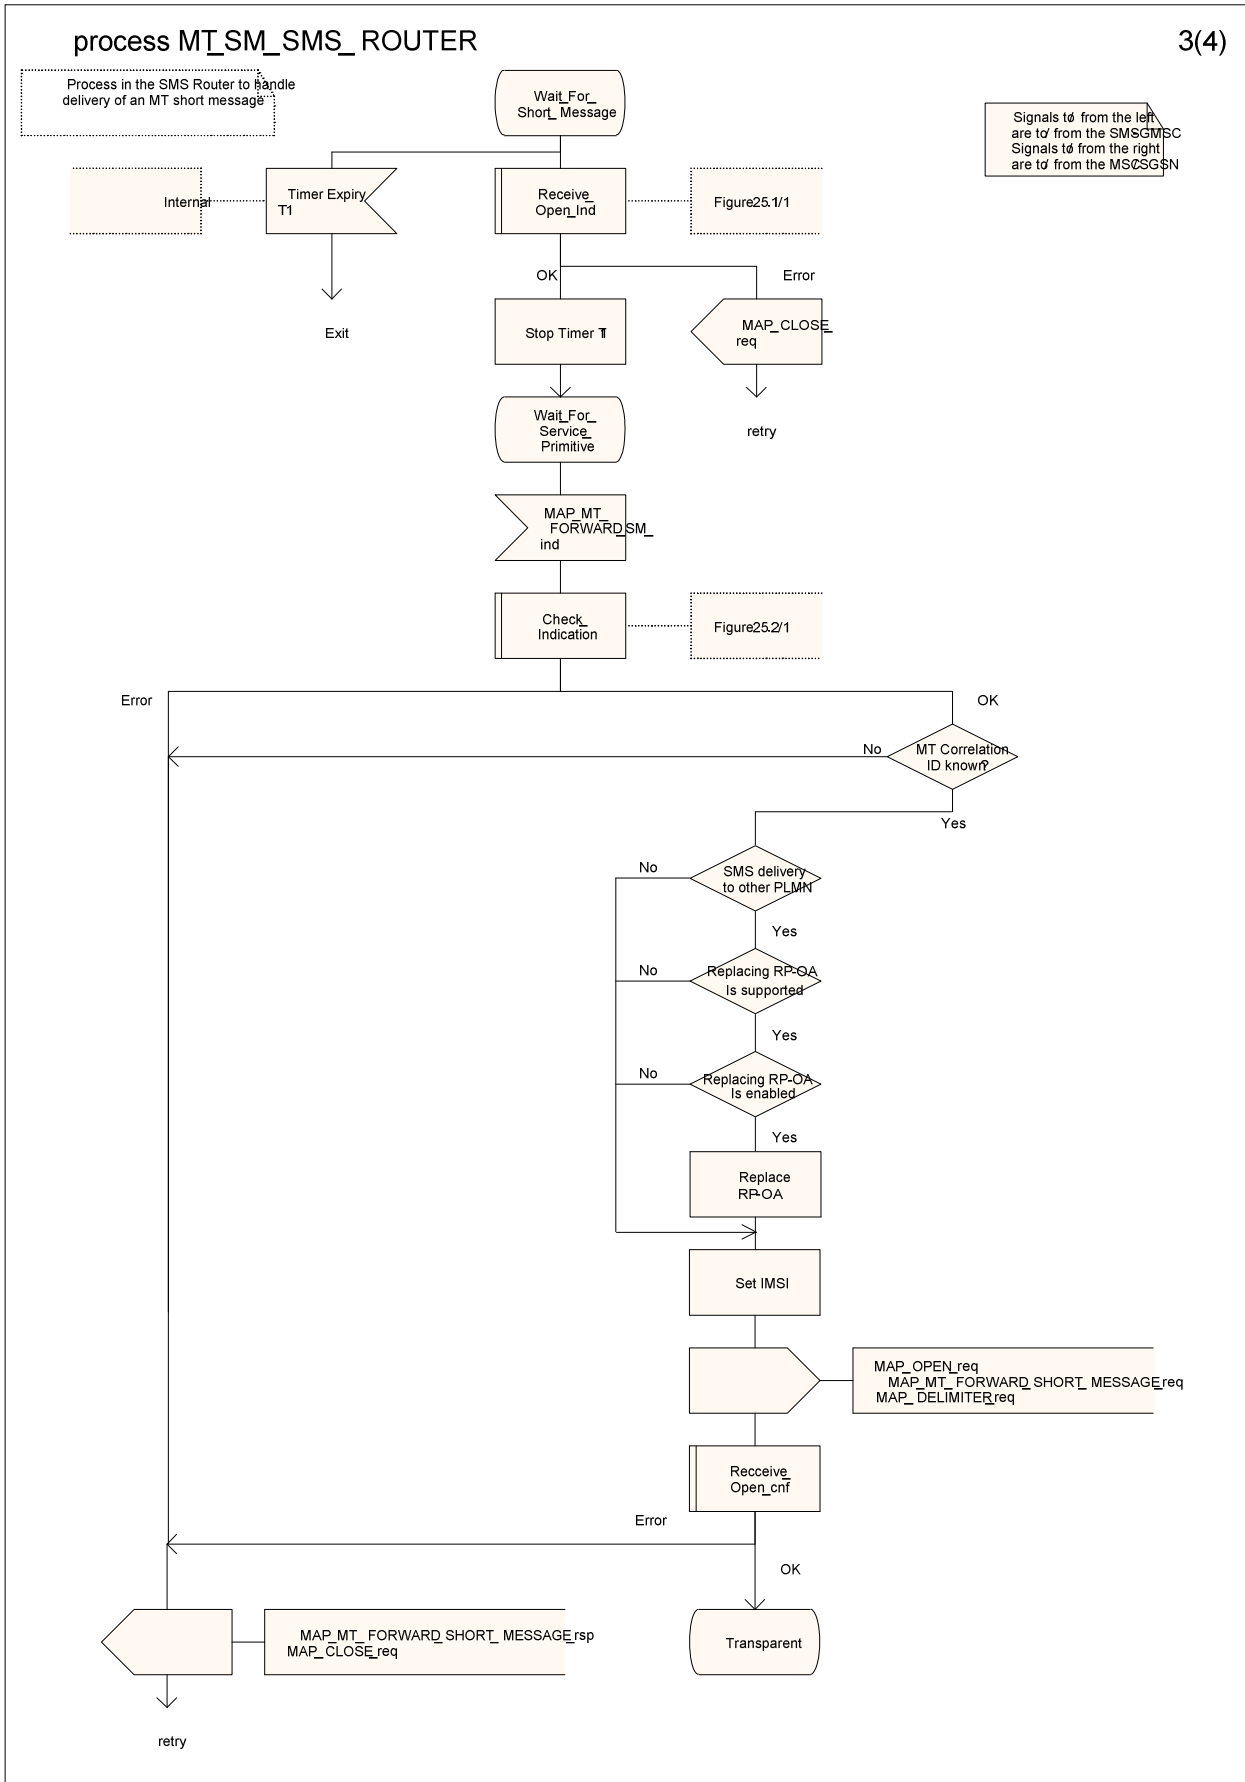 process MT_SM_SMS_ ROUTER
3(4)
Process in the SMS Router to handle
delivery of an MT short message
Wait_For_
Short_ Message
Signals to/ from the left
are to/ from the SMS-GMSC
Signals to/ from the right
are to/ from the MSC/SGSN
Internal
Timer Expiry
T1
Receive_
Open_Ind
Figure25.1/1
OK
Error
Exit
Stop Timer T1
MAP_CLOSE_
req
Wait_For_
Service_
Primitive
retry
MAP_MT_
FORWARD_SM_
ind
Check_
Indication
Figure25.2/1
Error
OK
No
MT Correlation
ID known?
Yes
No
SMS delivery
to other PLMN
Yes
No
Replacing RP-OA
Is supported
Yes
No
Replacing RP-OA
Is enabled
Yes
Replace
RP-OA
Set IMSI
MAP_OPEN_req
MAP_MT_FORWARD_SHORT_ MESSAGE_req
MAP_ DELIMITER_req
Recceive_
Open_cnf
Error
OK
MAP_MT_ FORWARD_SHORT_ MESSAGE_rsp
MAP_CLOSE_req
Transparent
retry